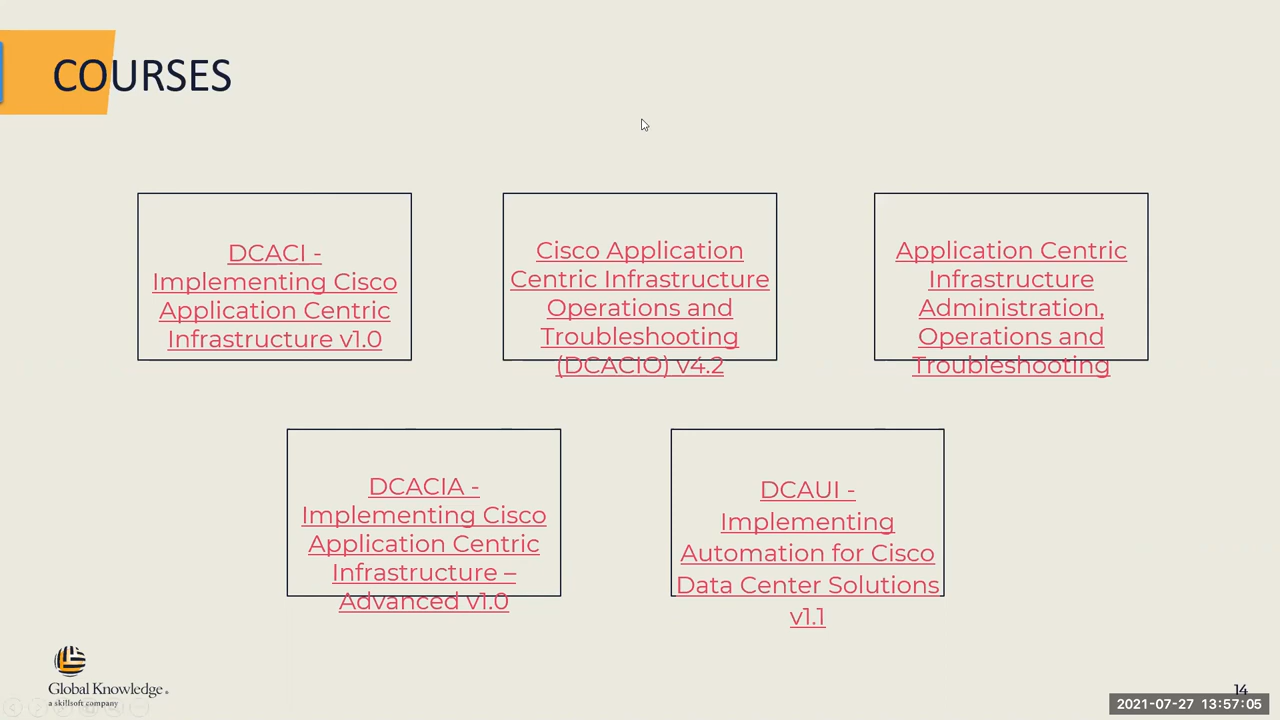 COURSES
DCACI -
Implementing Cisco
Application Centric
Infrastructure v1.0
Cisco Application
Centric Infrastructure
Operations and
Troubleshooting
(DCACIO) v4.2
Application Centric
Infrastructure
Administration,
Operations and
Troubleshooting
DCACIA -
Implementing Cisco
Application Centric
Infrastructure –
Advanced v1.0
DCAUI -
Implementing
Automation for Cisco
Data Center Solutions
v1.1
Global Knowledge.
a skillsoft company
14
2021-07-27 13:57:05